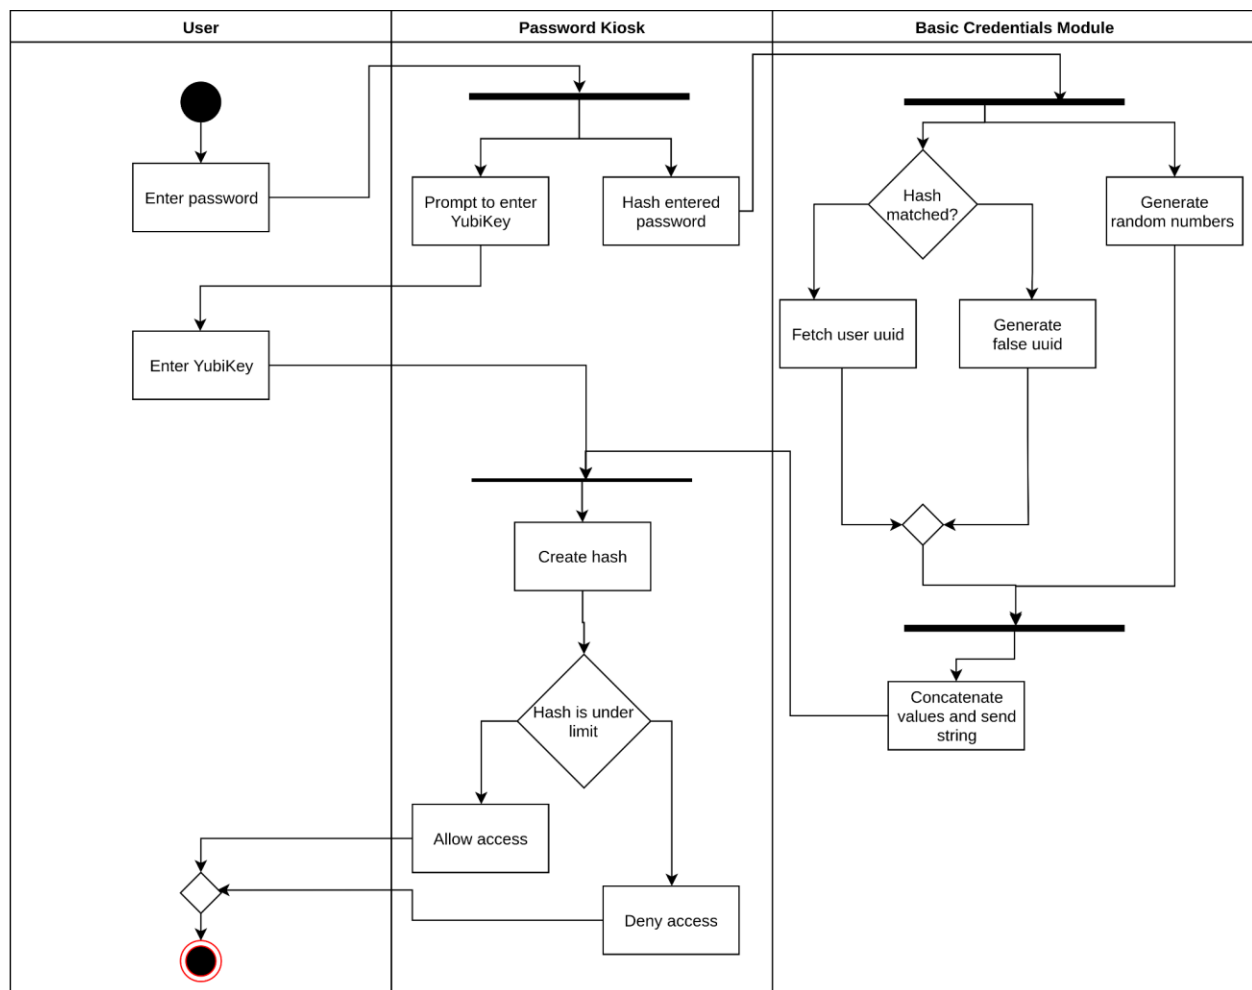 User
Password Kiosk
Basic Credentials Module
Enter password
Prompt to enter
YubiKey
Hash entered
password
Hash
matched?
Generate
random numbers
Fetch user uuid
Generate
false uuid
Enter YubiKey
Create hash
Hash is under
limit
Concatenate
values and send
string
Allow access
Deny access